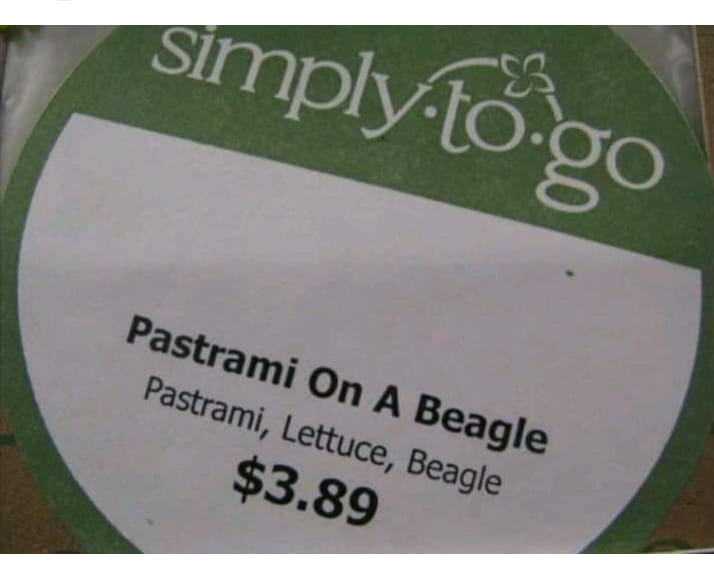 simply·to·go
Pastrami On A Beagle
Pastrami, Lettuce, Beagle
$3.89